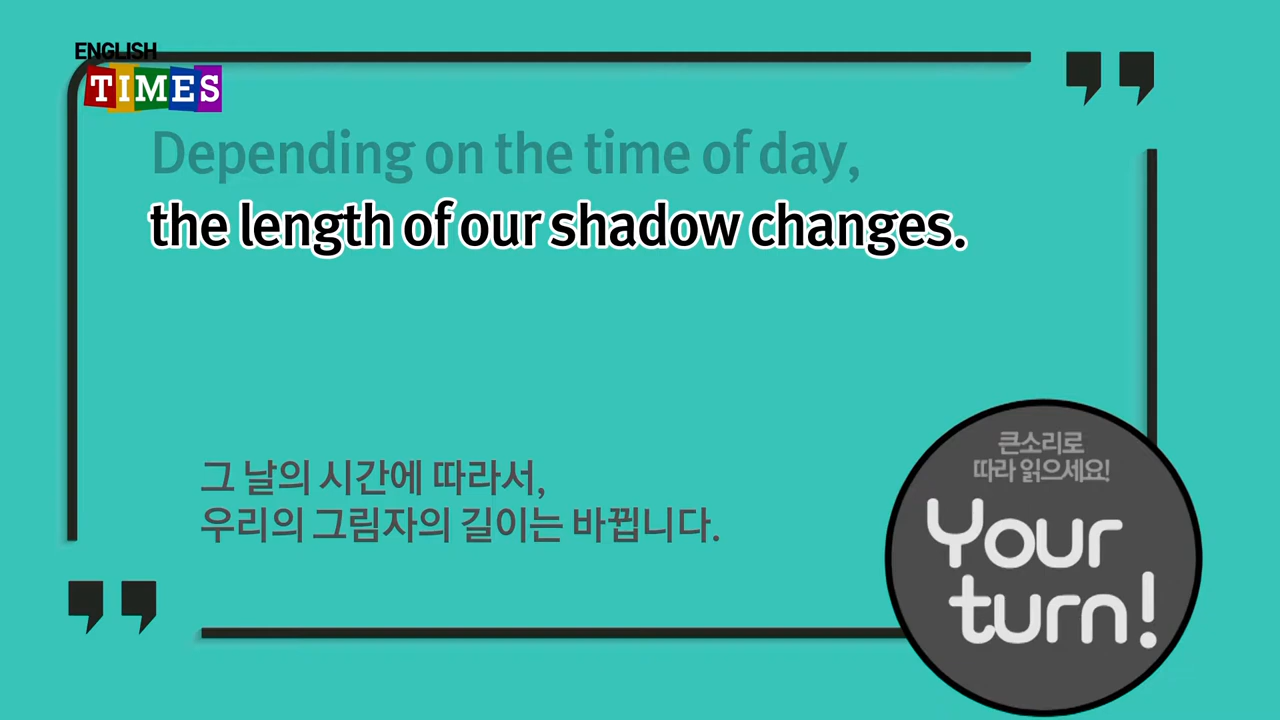 ENGLISH
TIMES
Depending on the time of day,
the length of our shadow changes.
그 날의 시간에 따라서,
우리의 그림자의 길이는 바뀝니다.
큰소리로
따라 읽으세요!
Your
turn!